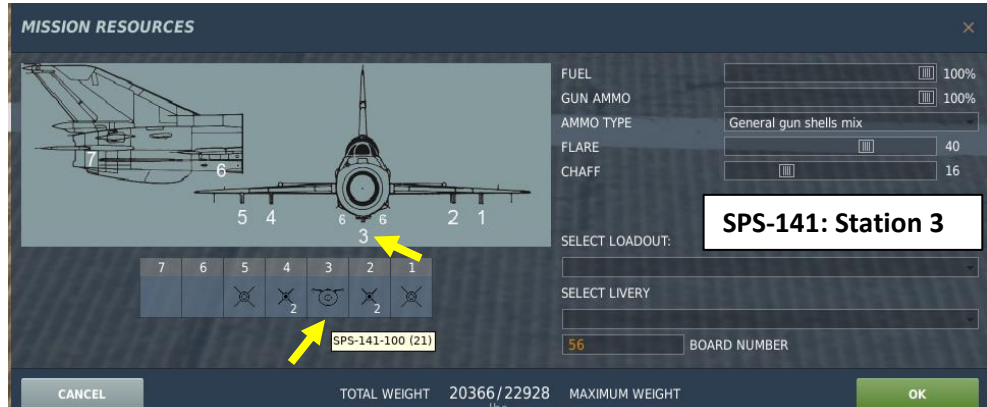 MISSION RESOURCES ×
FUEL 100%
GUN AMMO 100%
AMMO TYPE General gun shells mix
FLARE 40
CHAFF 16
7
6
5 4 6 6 2 1
3
SPS-141: Station 3
SELECT LOADOUT:
7 6 5 4 3 2 1
2 2
SELECT LIVERY
SPS-141-100 (21)
56 BOARD NUMBER
CANCEL TOTAL WEIGHT 20366/22928 MAXIMUM WEIGHT OK